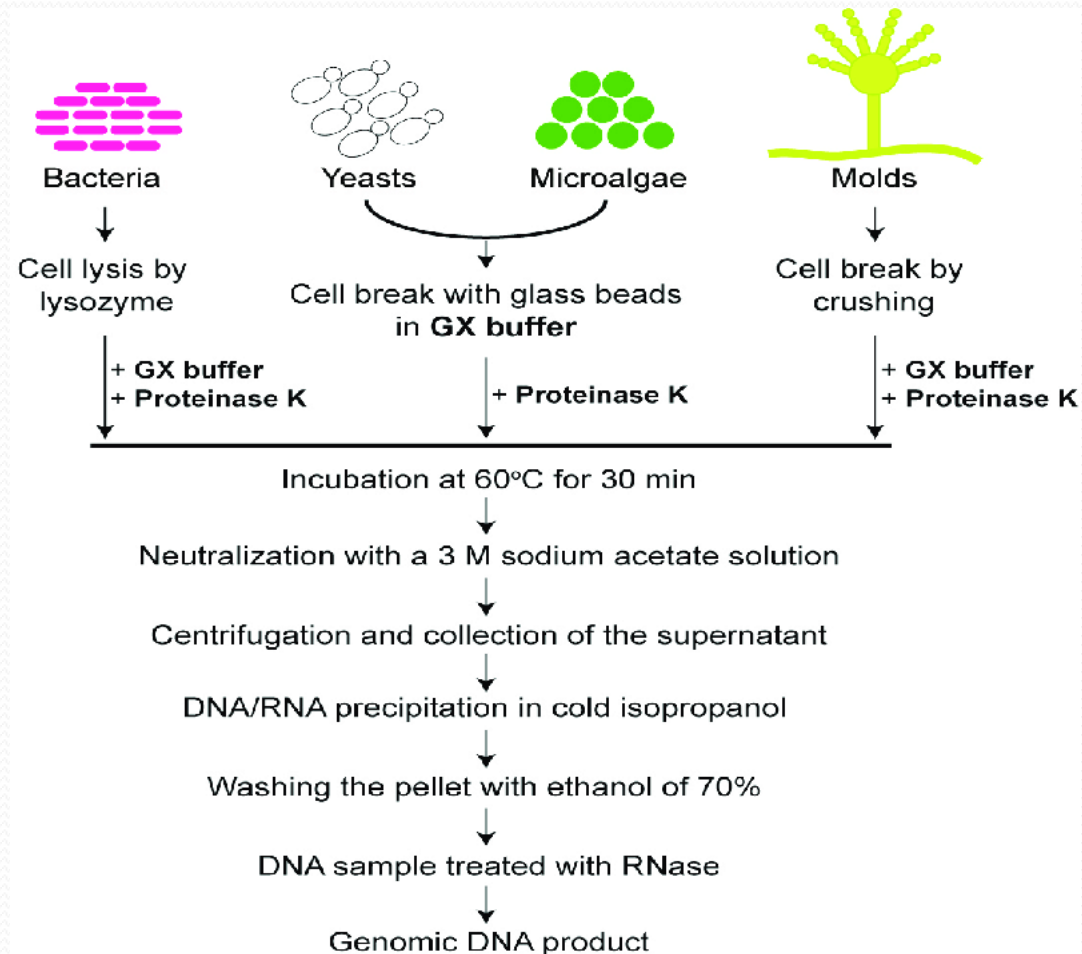 Bacteria
Yeasts
Microalgae
Molds
Cell lysis by
lysozyme
Cell break with glass beads
in GX buffer
Cell break by
crushing
+ GX buffer
+ Proteinase K
+ Proteinase K
+ GX buffer
+ Proteinase K
Incubation at 60°C for 30 min
Neutralization with a 3 M sodium acetate solution
Centrifugation and collection of the supernatant
DNA/RNA precipitation in cold isopropanol
Washing the pellet with ethanol of 70%
DNA sample treated with RNase
Genomic DNA product